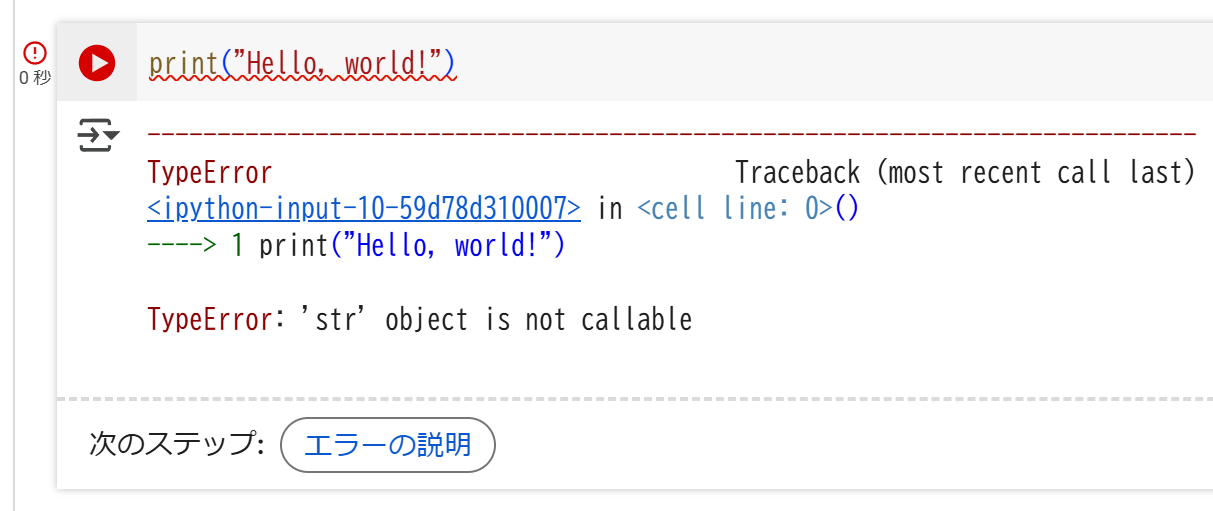 0 秒
print("Hello, world!")
---------------------------------------------------------------------------
TypeError                                 Traceback (most recent call last)
<ipython-input-10-59d78d310007> in <cell line: 0>()
----> 1 print("Hello, world!")
TypeError: 'str' object is not callable
次のステップ: エラーの説明